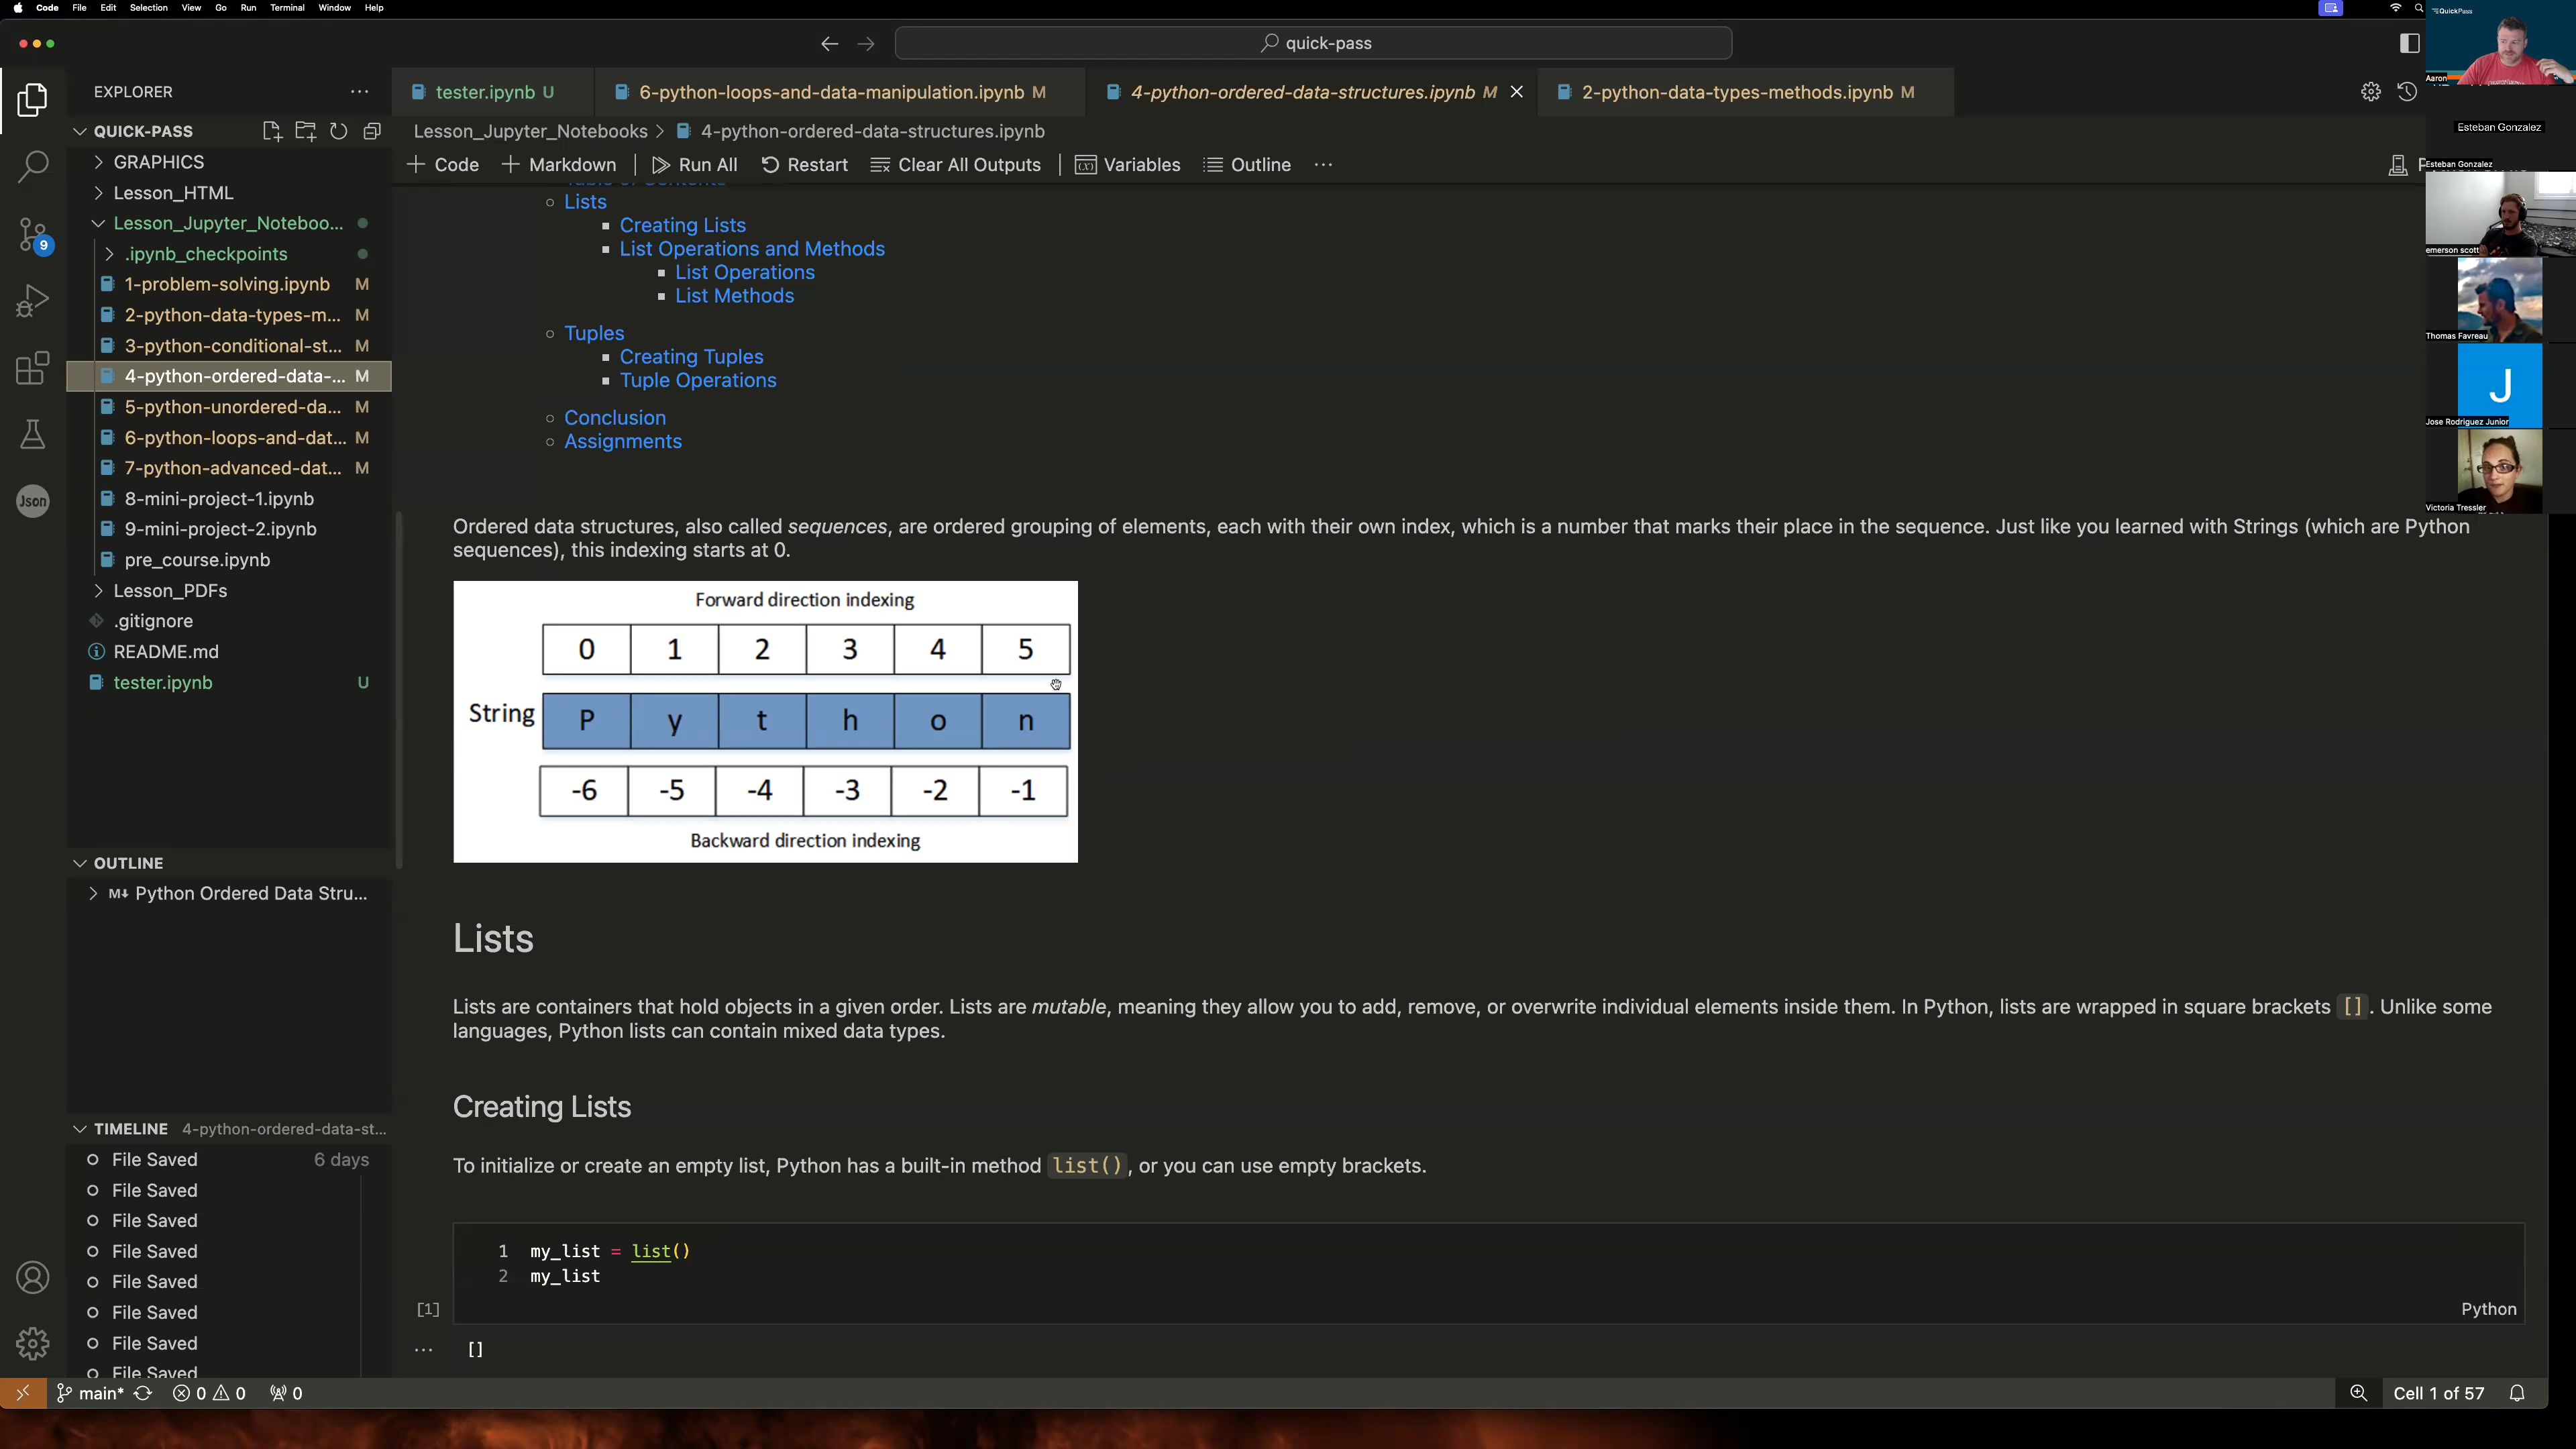 Code File Edit Selection View Go Run Terminal Window Help
QuickPass
quick-pass
Aaron
EXPLORER
tester.ipynb U
6-python-loops-and-data-manipulation.ipynb M
4-python-ordered-data-structures.ipynb M
2-python-data-types-methods.ipynb M
Esteban Gonzalez
Esteban Gonzalez
QUICK-PASS
Lesson_Jupyter_Notebooks > 4-python-ordered-data-structures.ipynb
GRAPHICS
Code Markdown Run All Restart Clear All Outputs Variables Outline ...
Lesson_HTML
Lesson_Jupyter_Noteboo...
.ipynb_checkpoints
1-problem-solving.ipynb M
2-python-data-types-m... M
3-python-conditional-st... M
4-python-ordered-data-... M
5-python-unordered-da... M
6-python-loops-and-dat... M
7-python-advanced-dat... M
8-mini-project-1.ipynb
9-mini-project-2.ipynb
pre_course.ipynb
Lesson_PDFs
.gitignore
README.md
tester.ipynb U
9
Json
OUTLINE
M↓ Python Ordered Data Stru...
TIMELINE 4-python-ordered-data-st...
File Saved 6 days
File Saved
File Saved
File Saved
File Saved
File Saved
File Saved
File Saved
Table of Contents
Lists
Creating Lists
List Operations and Methods
List Operations
List Methods
Tuples
Creating Tuples
Tuple Operations
Conclusion
Assignments
emerson scott
Thomas Favreau
J
Jose Rodriguez Junior
Victoria Tressler
Ordered data structures, also called sequences, are ordered grouping of elements, each with their own index, which is a number that marks their place in the sequence. Just like you learned with Strings (which are Python
sequences), this indexing starts at 0.
Forward direction indexing
0 1 2 3 4 5
String P y t h o n
-6 -5 -4 -3 -2 -1
Backward direction indexing
Lists
Lists are containers that hold objects in a given order. Lists are mutable, meaning they allow you to add, remove, or overwrite individual elements inside them. In Python, lists are wrapped in square brackets []. Unlike some
languages, Python lists can contain mixed data types.
Creating Lists
To initialize or create an empty list, Python has a built-in method list(), or you can use empty brackets.
1 my_list = list()
2 my_list
[1]
Python
... []
main* 0 0 0
Cell 1 of 57